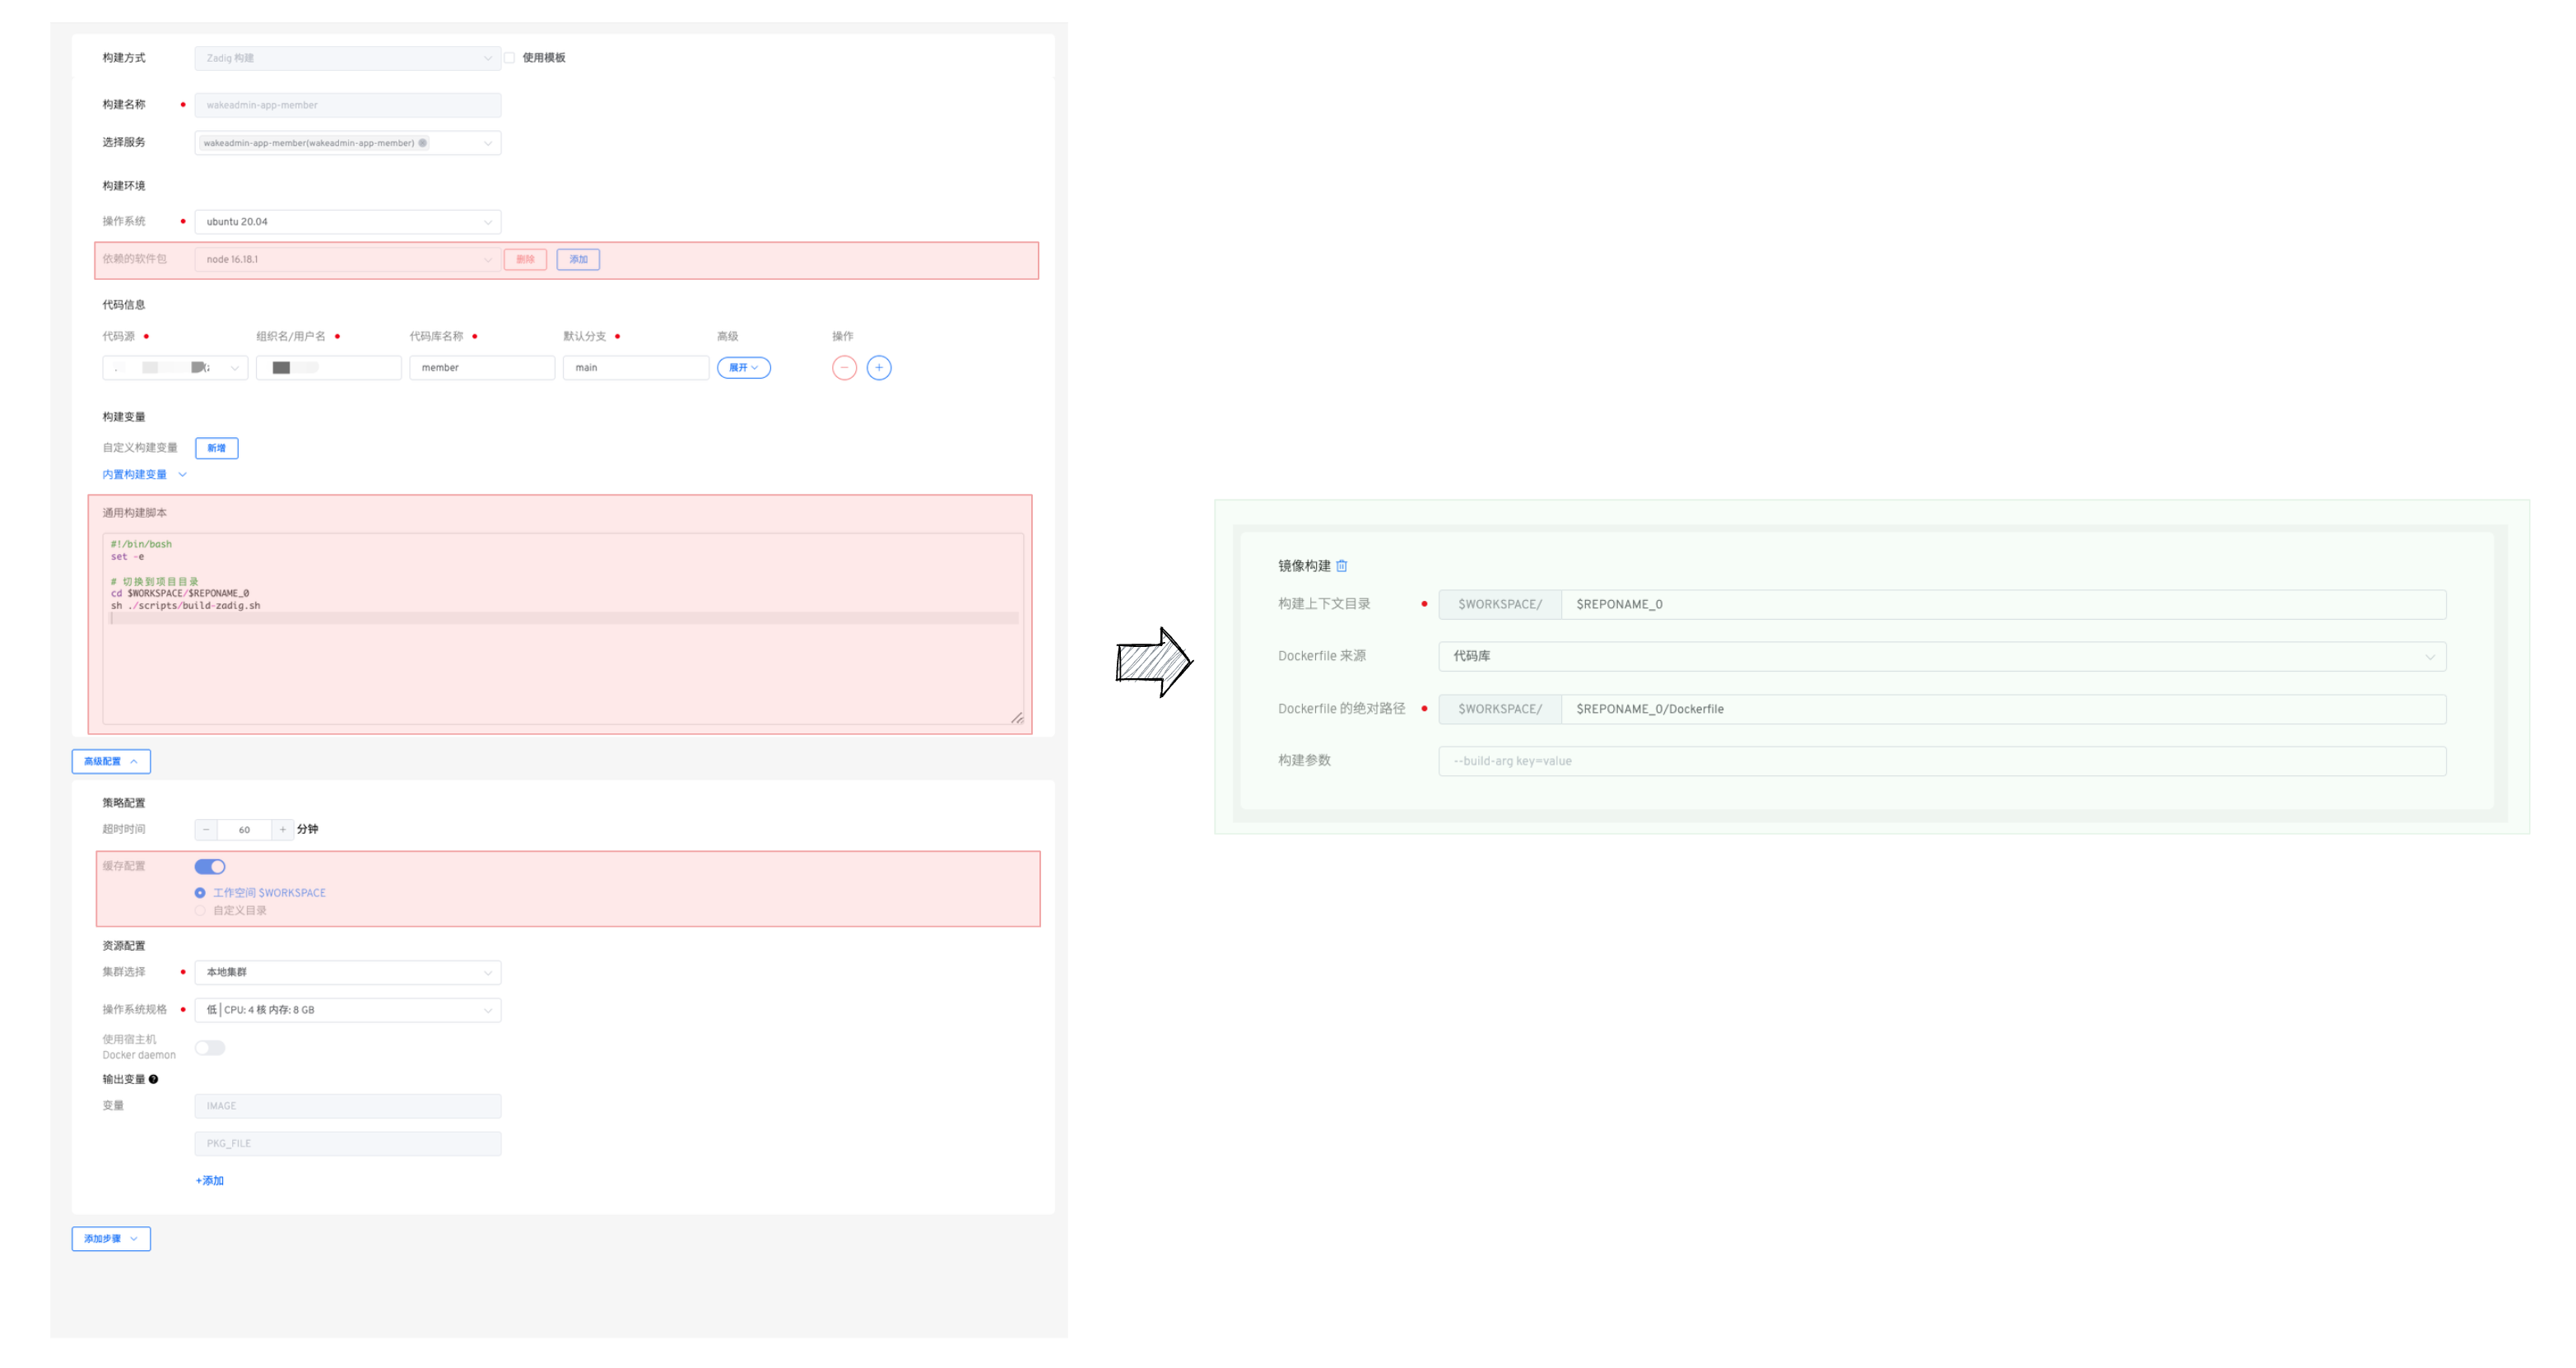 构建方式 Zadig 构建 使用模板
构建名称 wakeadmin-app-member
选择服务 wakeadmin-app-member(wakeadmin-app-member)
构建环境
操作系统 ubuntu 20.04
依赖的软件包 node 16.18.1 删除 添加
代码信息
代码源 组织名/用户名 代码库名称 默认分支 高级 操作
member main 展开
构建变量
自定义构建变量 新增
内置构建变量
通用构建脚本
#!/bin/bash
set -e
# 切换到项目目录
cd $WORKSPACE/$REPONAME_0
sh ./scripts/build-zadig.sh
高级配置
策略配置
超时时间 - 60 + 分钟
缓存配置
工作空间 $WORKSPACE
自定义目录
资源配置
集群选择 本地集群
操作系统规格 低 | CPU: 4 核 内存: 8 GB
使用宿主机
Docker daemon
输出变量 ?
变量 IMAGE
PKG_FILE
+添加
添加步骤
镜像构建
构建上下文目录 $WORKSPACE/ $REPONAME_0
Dockerfile 来源 代码库
Dockerfile 的绝对路径 $WORKSPACE/ $REPONAME_0/Dockerfile
构建参数 --build-arg key=value